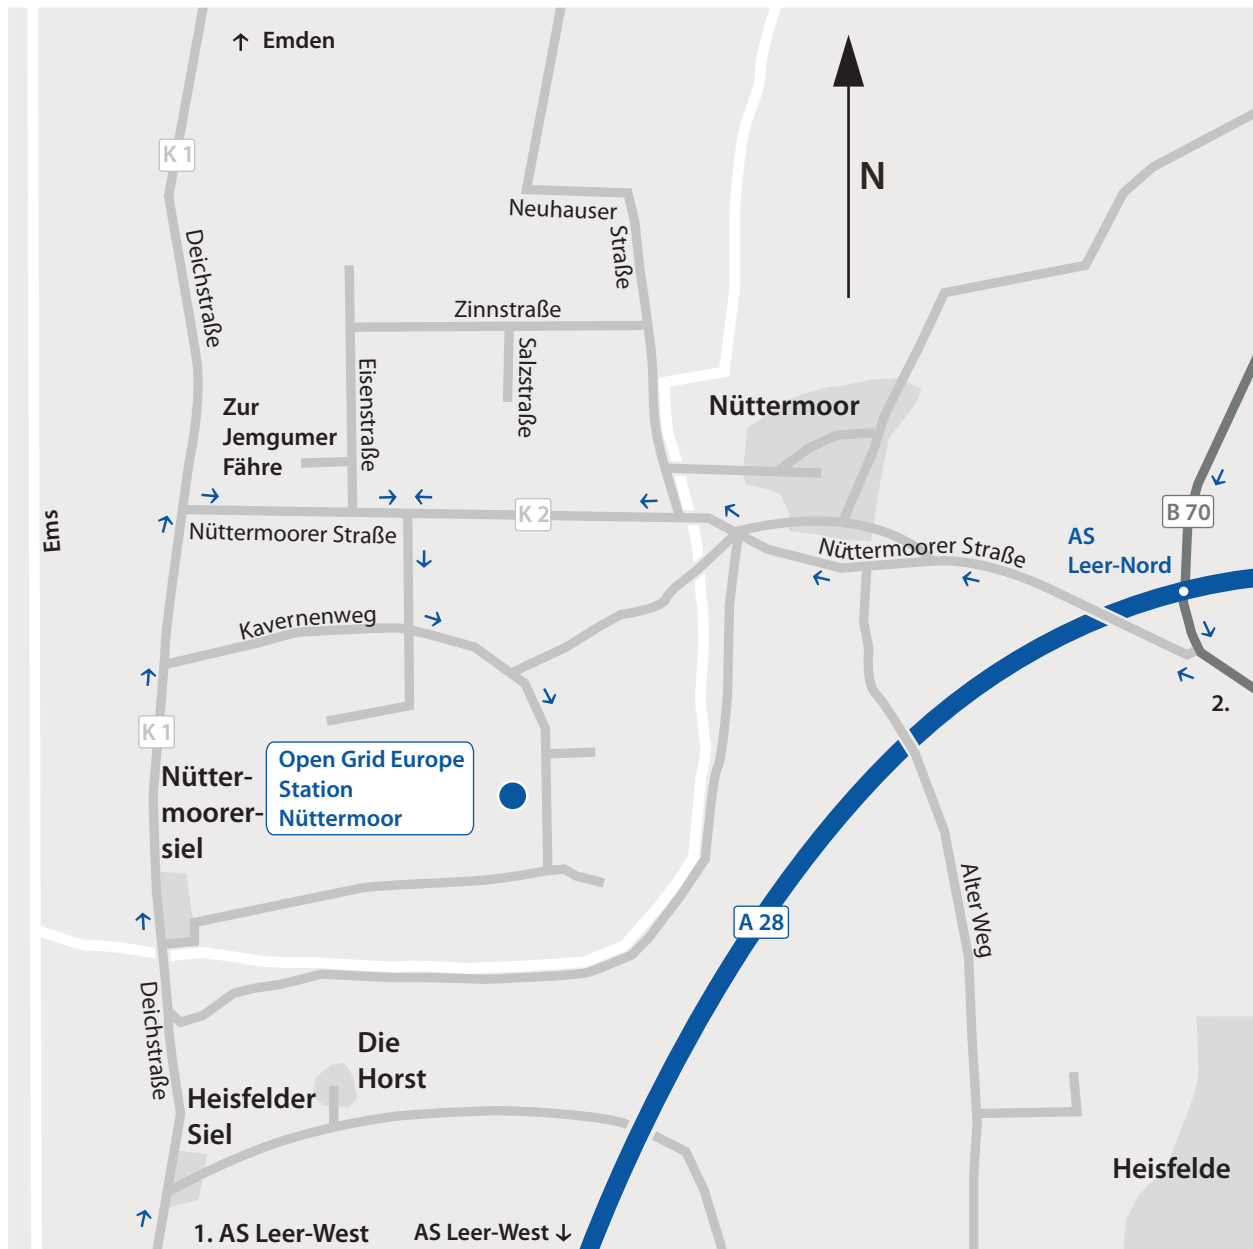 ↑ Emden
K 1
N
Neuhauser
Straße
Deichstraße
Zinnstraße
Salzstraße
Eisenstraße
Zur
Jemgumer
Fähre
Nüttermoor
Ems
K 2
B 70
Nüttermoorer Straße
AS
Leer-Nord
Nüttermoorer Straße
Kavernenweg
2.
K 1
Nütter-
moorer-
siel
Open Grid Europe
Station
Nüttermoor
A 28
Alter Weg
Deichstraße
Die
Horst
Heisfelder
Siel
Heisfelde
1. AS Leer-West
AS Leer-West ↓